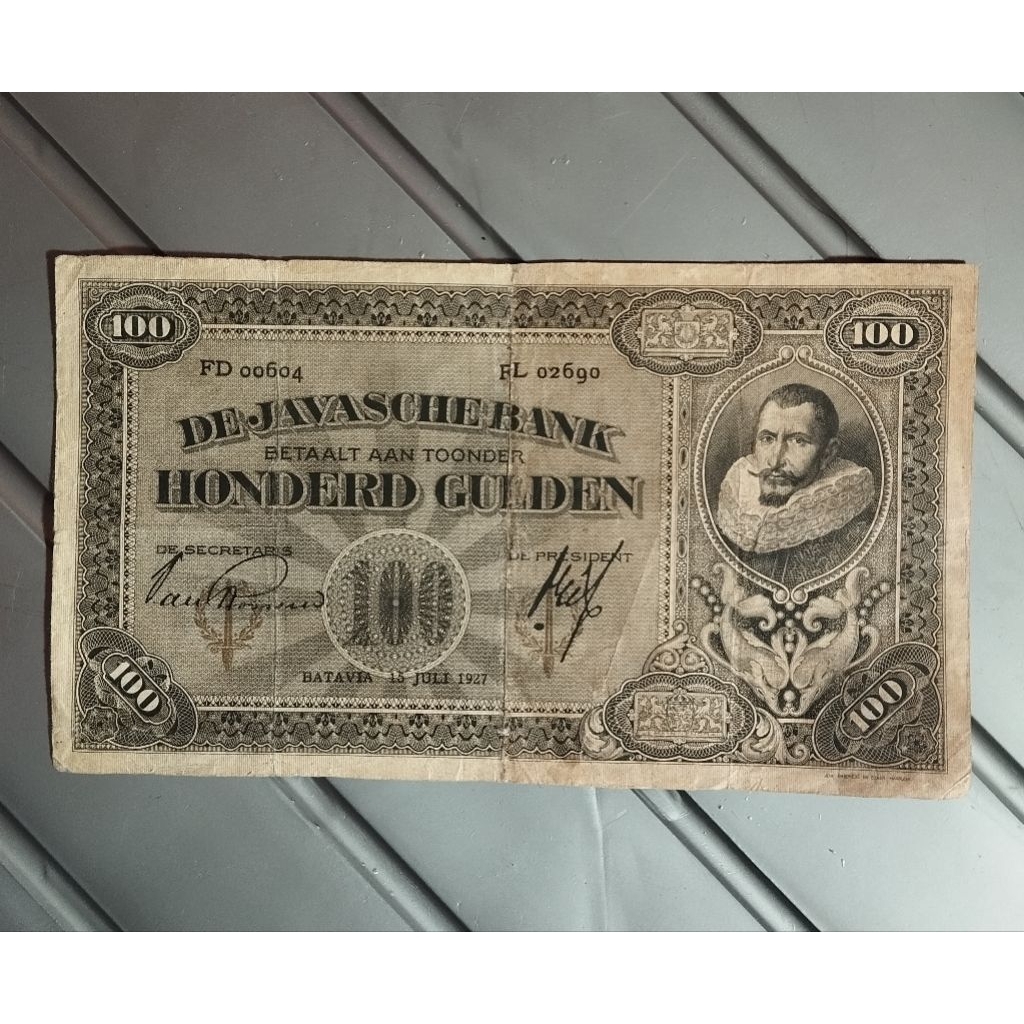 100 100
FD 00604 FL 02690
DE JAVASCHE BANK
BETAALT AAN TOONDER
HONDERD GULDEN
DE SECRETARIS DE PRESIDENT
100
BATAVIA 15 JULI 1927
100 100